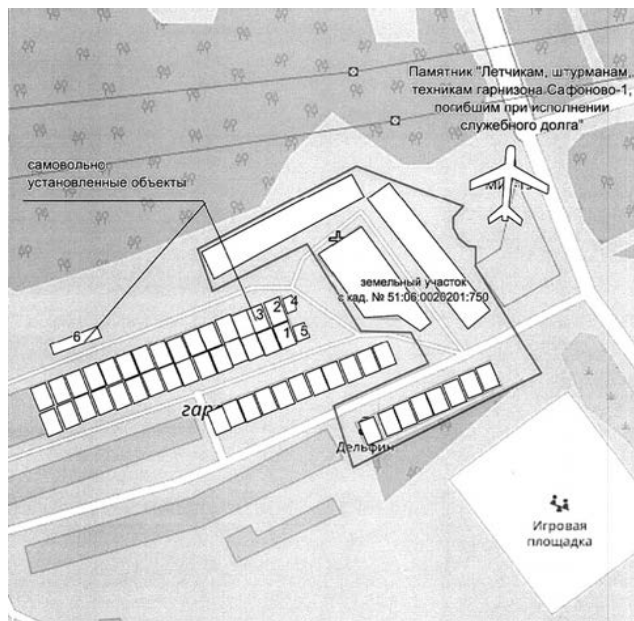 Памятник "Летчикам, штурманам,
техникам гарнизона Сафоново-1,
погибшим при исполнении
служебного долга"
самовольно
установленные объекты
земельный участок
с кад. № 51:06:0020201:750
2 4
3
6
1 5
гар
Дельфин
Игровая
площадка